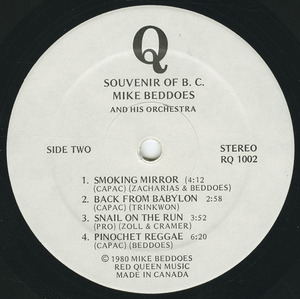 Q
SOUVENIR OF B. C.
MIKE BEDDOES
AND HIS ORCHESTRA
SIDE TWO
STEREO
RQ 1002
1. SMOKING MIRROR (4:12
(CAPAC) (ZACHARIAS & BEDDOES)
2. BACK FROM BABYLON 2:58
(CAPAC) (TRINKWON)
3. SNAIL ON THE RUN 3:52
(PRO) (ZOLL & CRAMER)
4. PINOCHET REGGAE 6:20
(CAPAC) (BEDDOES)
© 1980 MIKE BEDDOES
RED QUEEN MUSIC
MADE IN CANADA